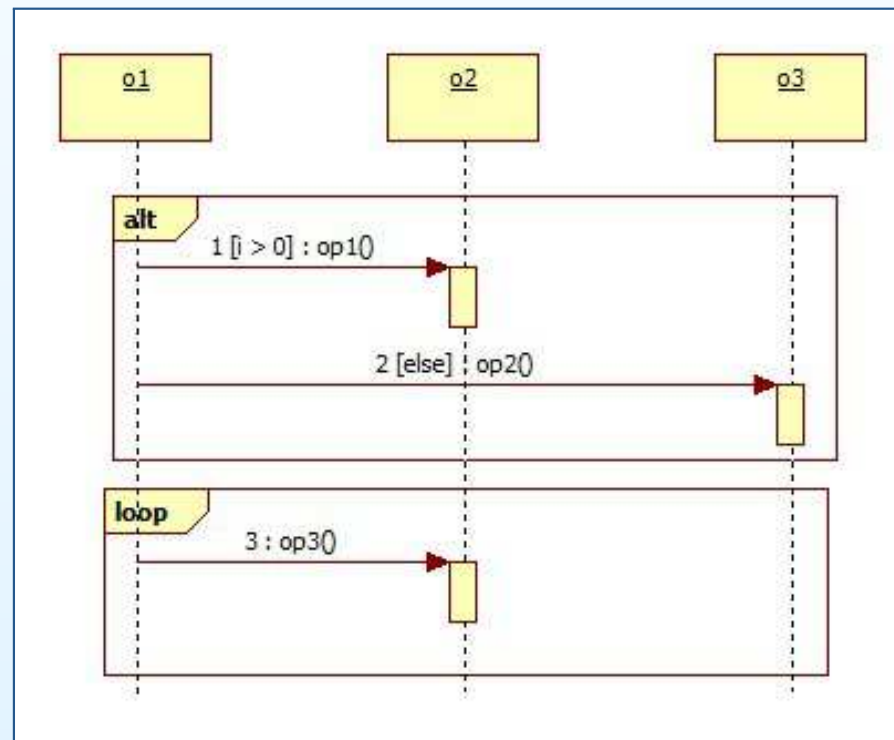 o1
o2
o3
alt
1 [i > 0] : op1()
2 [else] : op2()
loop
3 : op3()